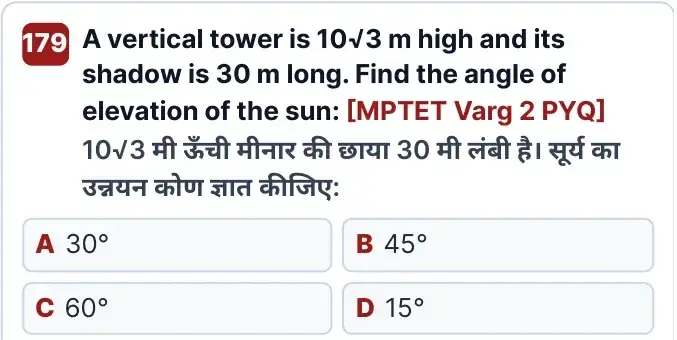 179 A vertical tower is 10√3 m high and its
shadow is 30 m long. Find the angle of
elevation of the sun: [MPTET Varg 2 PYQ]
10√3 मी ऊँची मीनार की छाया 30 मी लंबी है। सूर्य का
उन्नयन कोण ज्ञात कीजिए:
A 30° B 45°
C 60° D 15°